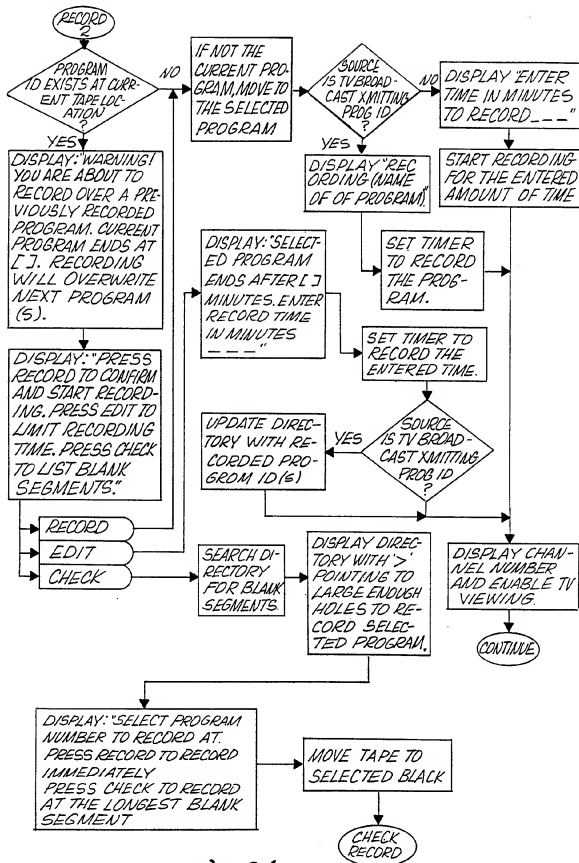 RECORD
2
PROGRAM
ID EXISTS AT CUR-
RENT TAPE LOC-
ATION
?
NO
YES
IF NOT THE
CURRENT PRO-
GRAM, MOVE TO
THE SELECTED
PROGRAM
SOURCE
IS TV BROAD-
CAST XMITTING
PROG ID
?
NO
YES
DISPLAY "ENTER
TIME IN MINUTES
TO RECORD _ _ _"
START RECORDING
FOR THE ENTERED
AMOUNT OF TIME
DISPLAY "REC-
ORDING (NAME
OF OF PROGRAM)."
SET TIMER
TO RECORD
THE PROG-
RAM.
DISPLAY: "WARNING!
YOU ARE ABOUT TO
RECORD OVER A PRE-
VIOUSLY RECORDED
PROGRAM. CURRENT
PROGRAM ENDS AT
[ ]. RECORDING
WILL OVERWRITE
NEXT PROGRAM
(S).
DISPLAY: "PRESS
RECORD TO CONFIRM
AND START RECORD-
ING. PRESS EDIT TO
LIMIT RECORDING
TIME. PRESS CHECK
TO LIST BLANK
SEGMENTS."
RECORD
EDIT
CHECK
DISPLAY: "SELECT-
ED PROGRAM
ENDS AFTER [ ]
MINUTES. ENTER
RECORD TIME
IN MINUTES
_ _ _"
SET TIMER TO
RECORD THE
ENTERED TIME.
SOURCE
IS TV BROAD-
CAST XMITTING
PROG ID
?
YES
UPDATE DIRECTORY
WITH RE-
CORDED PRO-
GROM ID(S)
SEARCH DI-
RECTORY
FOR BLANK
SEGMENTS.
DISPLAY DIREC-
TORY WITH '>'
POINTING TO
LARGE ENOUGH
HOLES TO RE-
CORD SELECTED
PROGRAM.
DISPLAY CHAN-
NEL NUMBER
AND ENABLE TV
VIEWING.
CONTINUE
DISPLAY: "SELECT PROGRAM
NUMBER TO RECORD AT.
PRESS RECORD TO RECORD
IMMEDIATELY
PRESS CHECK TO RECORD
AT THE LONGEST BLANK
SEGMENT
MOVE TAPE TO
SELECTED BLACK
CHECK
RECORD